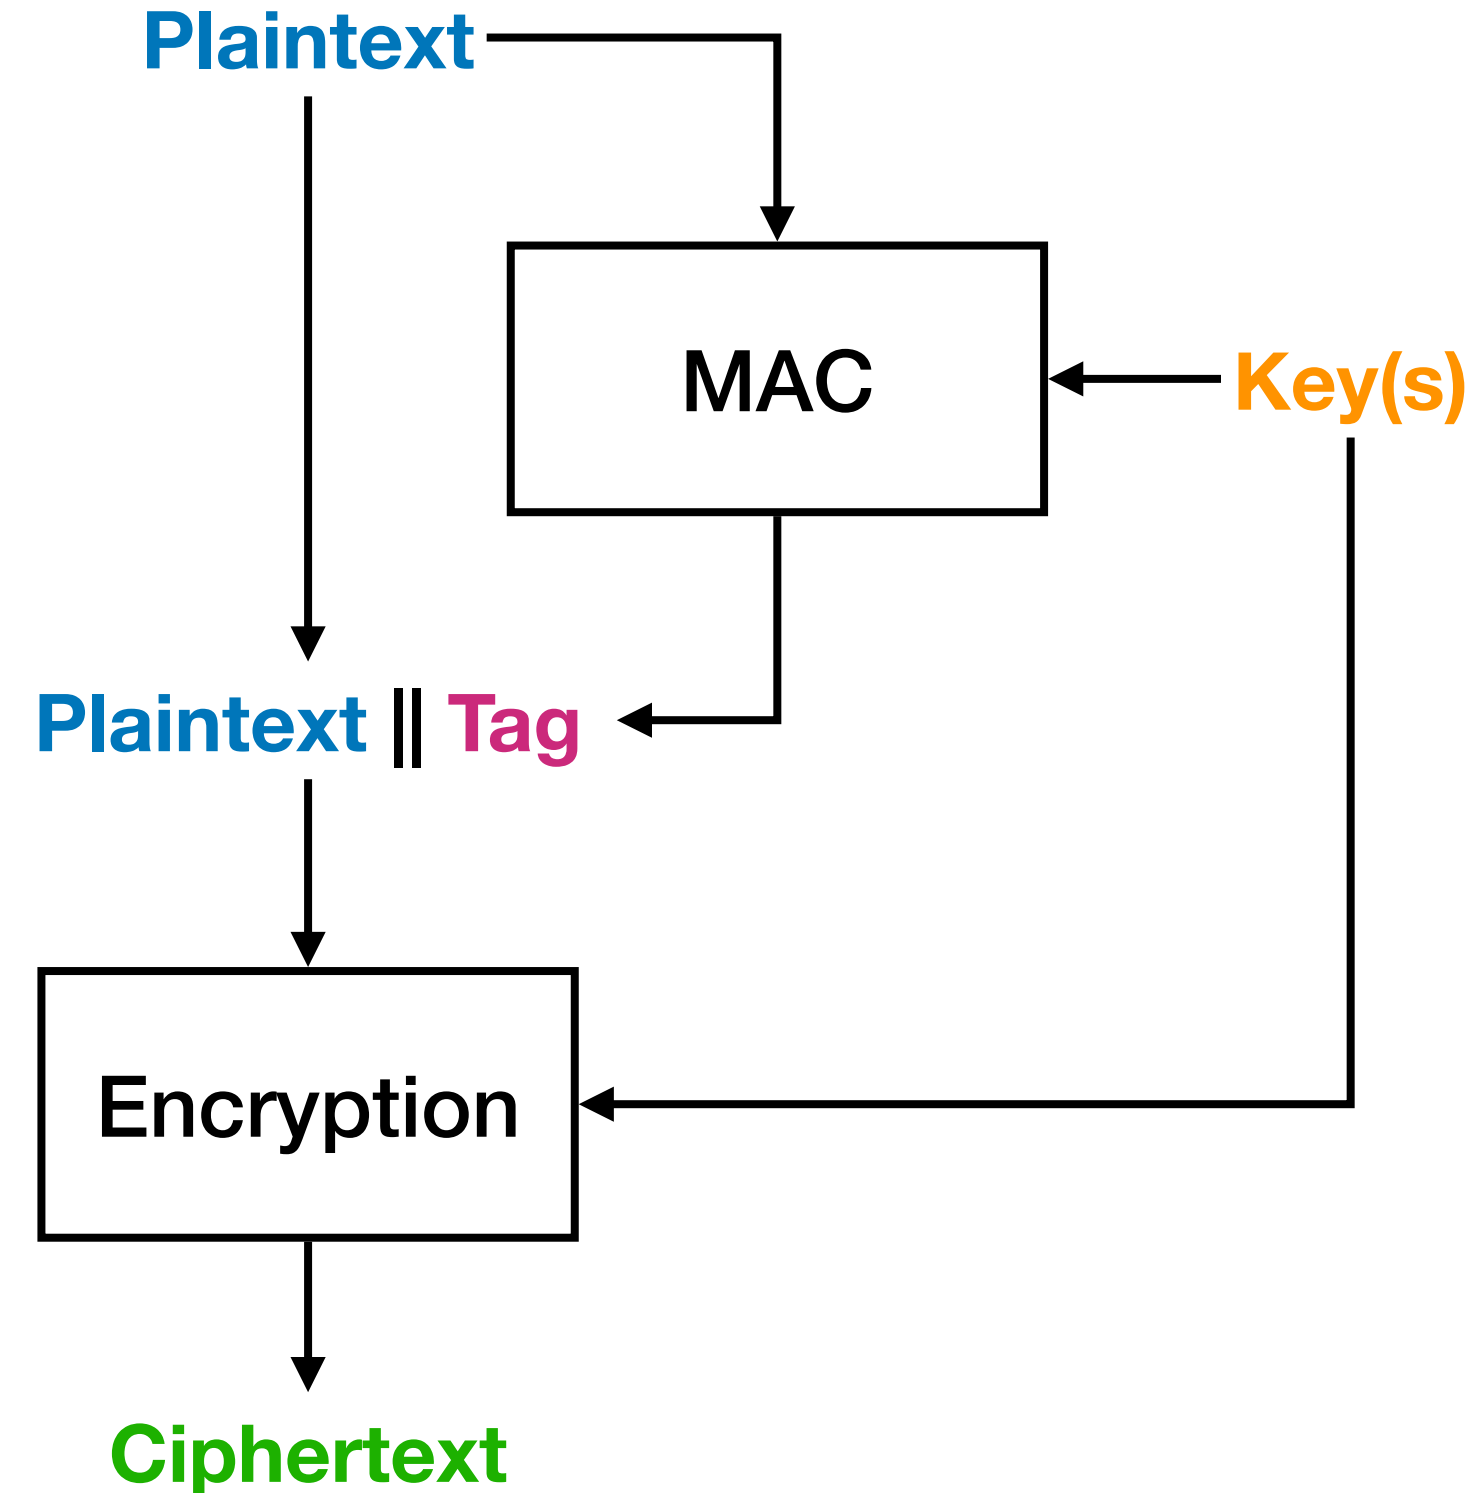 Plaintext
MAC
Key(s)
Plaintext || Tag
Encryption
Ciphertext